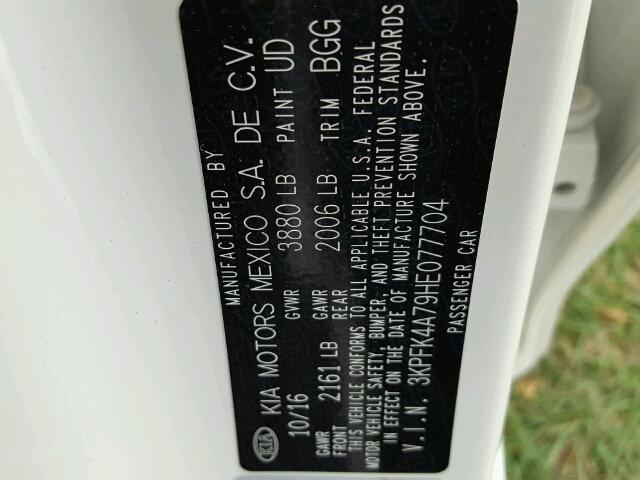 MANUFACTURED BY
KIA KIA MOTORS MEXICO S.A. DE C.V.
10/16 GVWR 3880 LB PAINT UD
GAWR FRONT 2161 LB GAWR REAR 2006 LB TRIM BGG
THIS VEHICLE CONFORMS TO ALL APPLICABLE U.S.A. FEDERAL
MOTOR VEHICLE SAFETY, BUMPER, AND THEFT PREVENTION STANDARDS
IN EFFECT ON THE DATE OF MANUFACTURE SHOWN ABOVE.
V.I.N. 3KPFK4A79HE077704
PASSENGER CAR